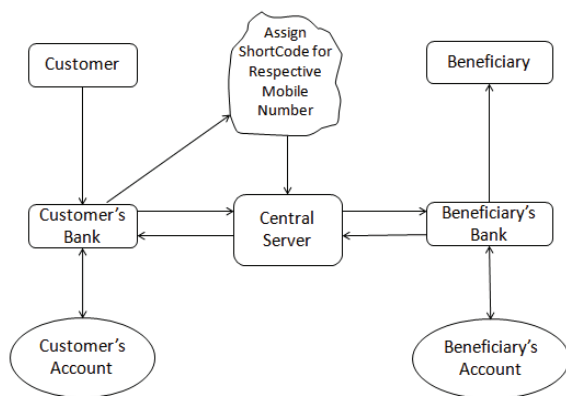 Customer
Assign
ShortCode for
Respective
Mobile
Number
Beneficiary
Customer's
Bank
Central
Server
Beneficiary's
Bank
Customer's
Account
Beneficiary's
Account